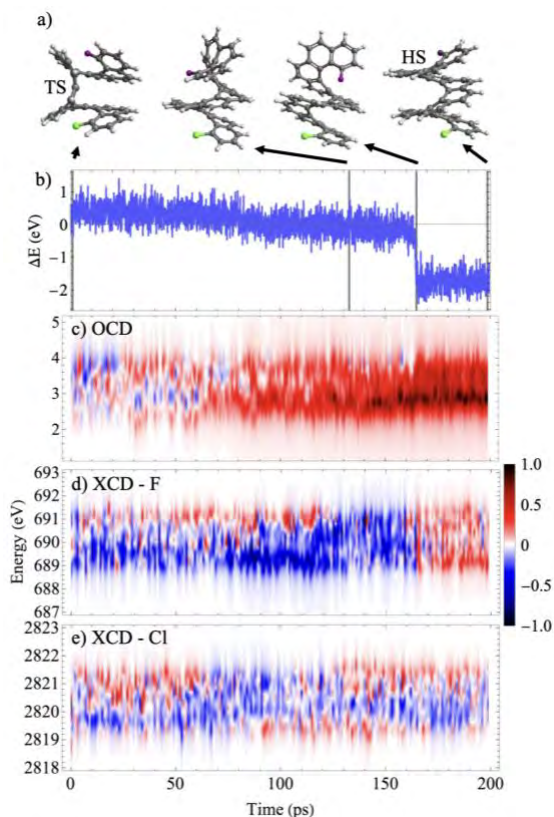 a)
TS
HS
b)
ΔE (eV)
1
0
−1
−2
c) OCD
5
4
3
2
d) XCD - F
693
692
691
690
689
688
687
Energy (eV)
1.0
0.5
0
-0.5
-1.0
e) XCD - Cl
2823
2822
2821
2820
2819
2818
0 50 100 150 200
Time (ps)